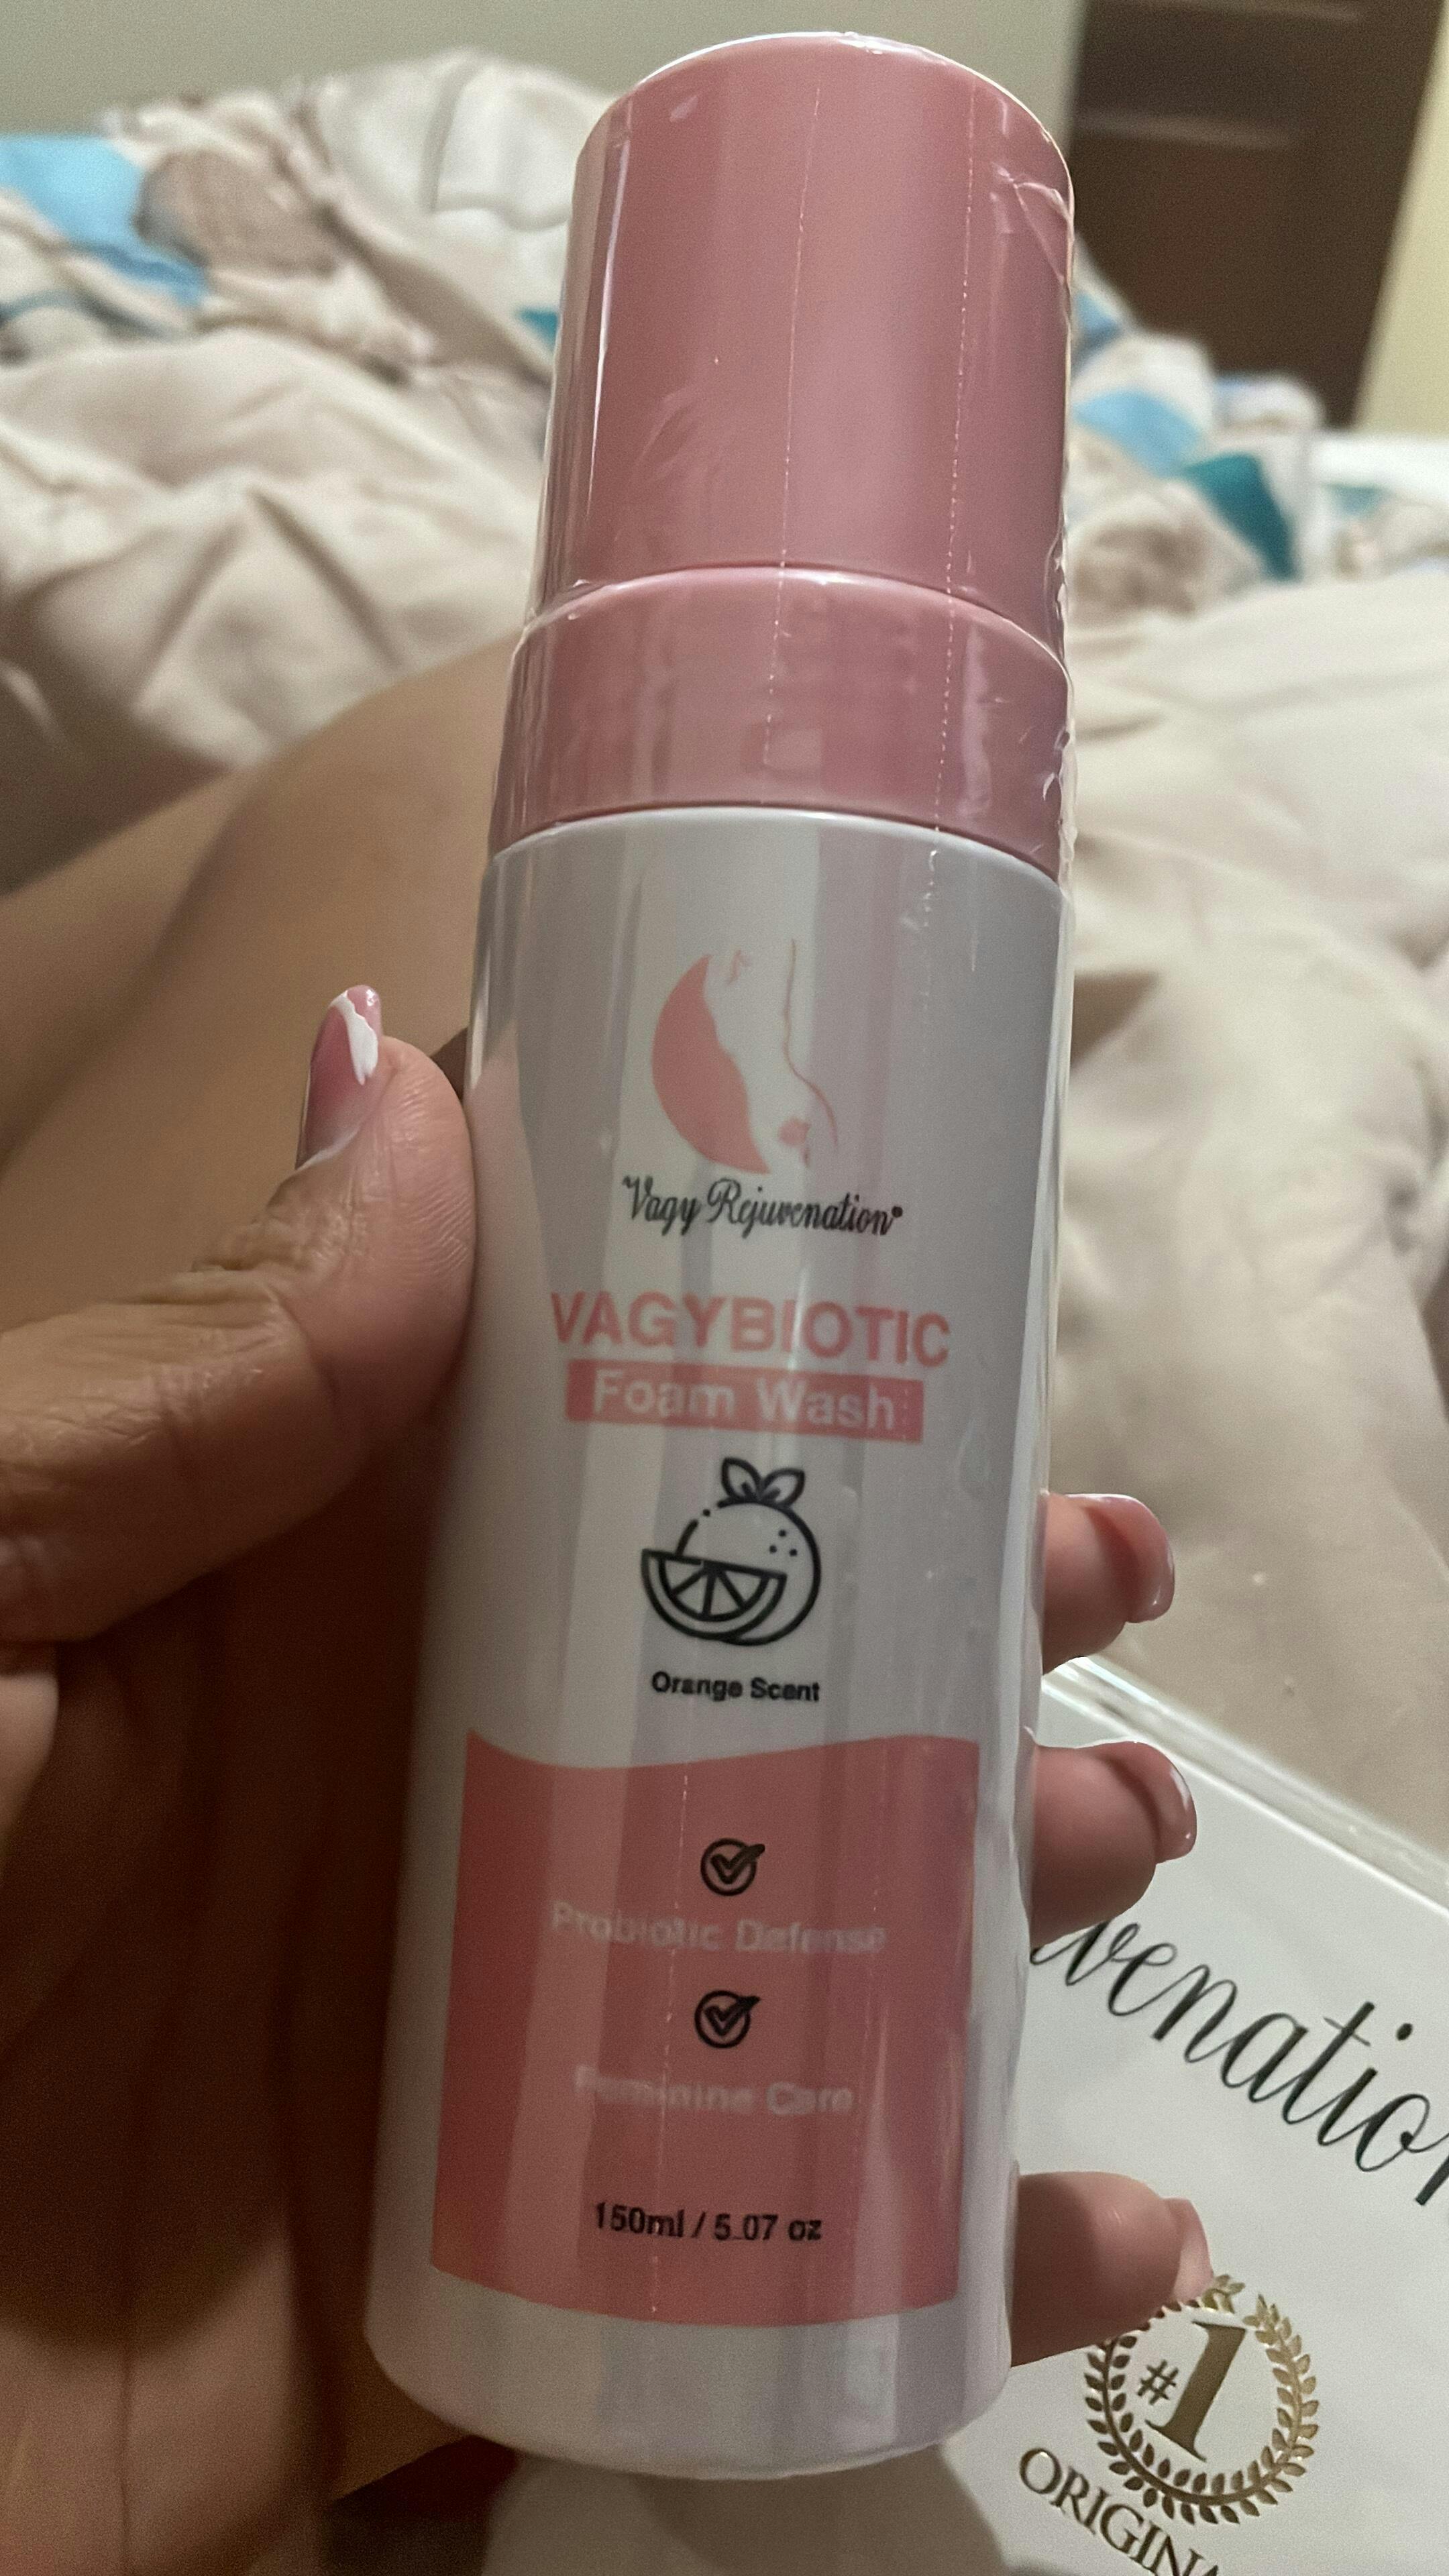 Vagy Rejuvenation®
VAGYBIOTIC
Foam Wash
Orange Scent
Probiotic Defense
Feminine Care
150ml / 5.07 oz
venation
#1
ORIGINA